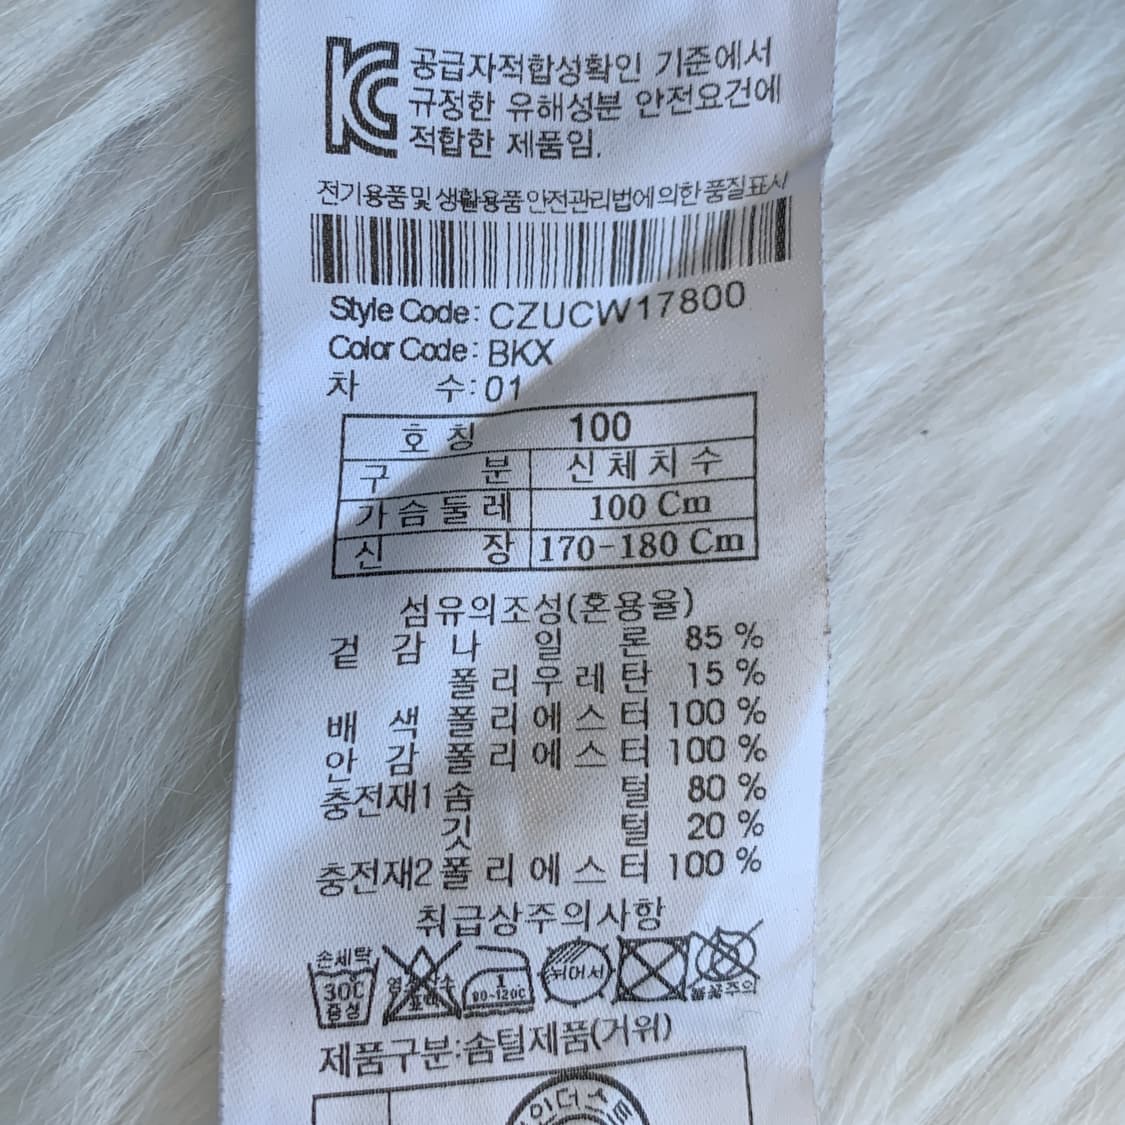 공급자적합성확인 기준에서
규정한 유해성분 안전요건에
적합한 제품임.
전기용품및 생활용품 안전관리법에 의한 품질표시
Style Code: CZUCW17800
Color Code: BKX
차 수: 01
호 칭 100
구 분 신체치수
가슴둘레 100 Cm
신 장 170-180 Cm
섬유의조성(혼용율)
겉 감 나 일 론 85 %
폴리우레탄 15 %
배 색 폴리에스터 100 %
안 감 폴리에스터 100 %
충전재1 솜 털 80 %
깃 털 20 %
충전재2 폴리에스터 100 %
취급상주의사항
손세탁
30C
중성
1
80~120C
뉘어서
불꽃주의
제품구분:솜털제품(거위)